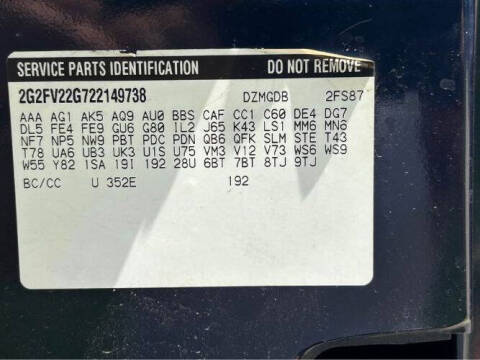 SERVICE PARTS IDENTIFICATION DO NOT REMOVE
2G2FV22G722149738 DZMGDB 2FS87
AAA AG1 AK5 AQ9 AU0 BBS CAF CC1 C60 DE4 DG7
DL5 FE4 FE9 GU6 G80 IL2 J65 K43 LS1 MM6 MN6
NF7 NP5 NW9 PBT PDC PDN QB6 QFK SLM STE T43
T78 UA6 UB3 UK3 U1S U75 VM3 V12 V73 WS6 WS9
W55 Y82 1SA 19I 192 28U 6BT 7BT 8TJ 9TJ
BC/CC U 352E 192